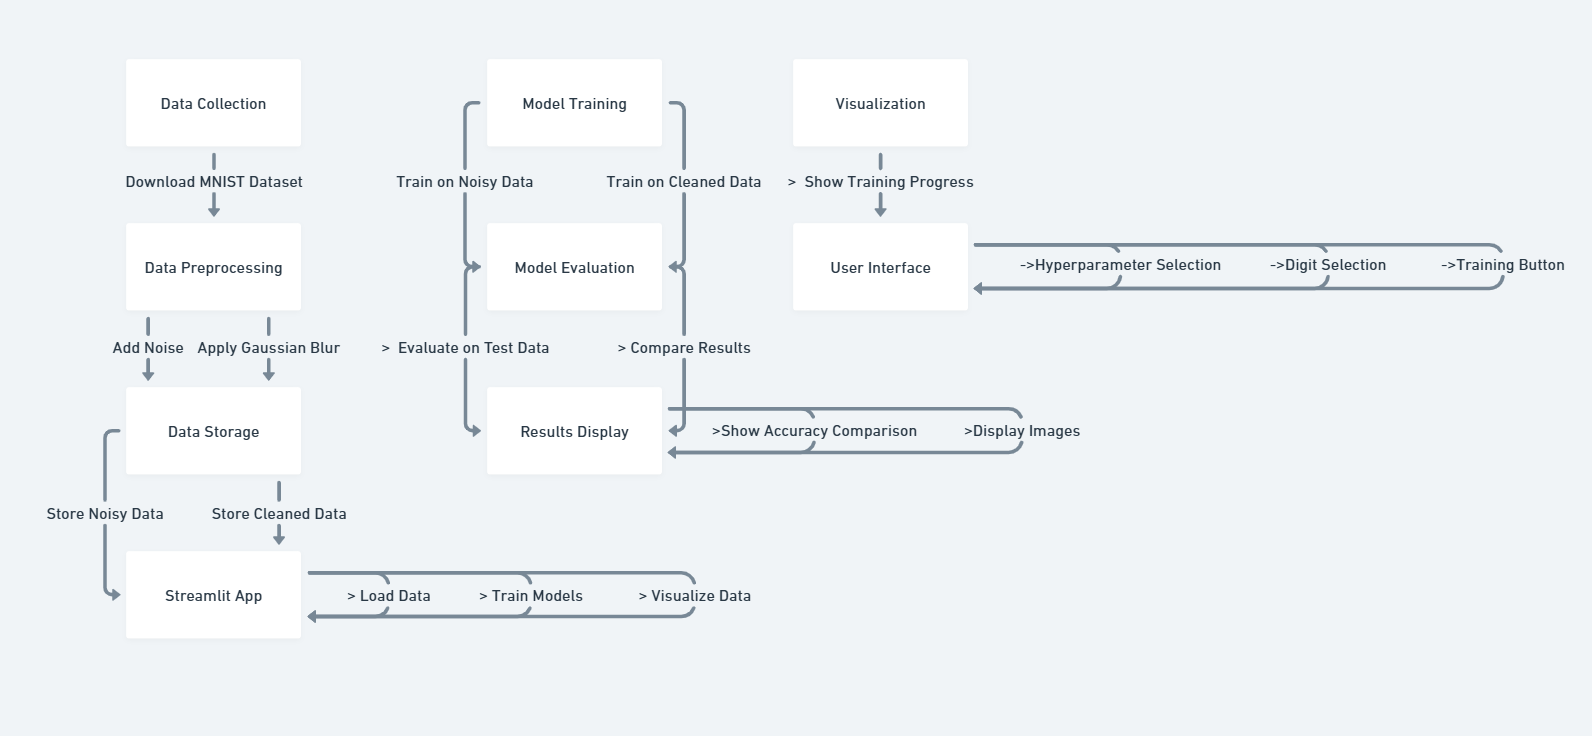 Data Collection
Model Training
Visualization
Download MNIST Dataset
Train on Noisy Data
Train on Cleaned Data
> Show Training Progress
Data Preprocessing
Model Evaluation
User Interface
->Hyperparameter Selection
->Digit Selection
->Training Button
Add Noise
Apply Gaussian Blur
> Evaluate on Test Data
> Compare Results
Data Storage
Results Display
>Show Accuracy Comparison
>Display Images
Store Noisy Data
Store Cleaned Data
Streamlit App
> Load Data
> Train Models
> Visualize Data